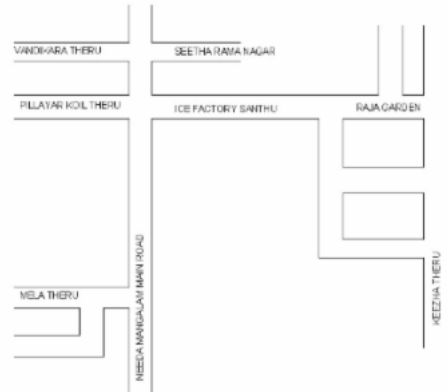 VANDIKARA THERU
SEETHA RAMA NAGAR
PILLAYAR KOIL THERU
ICE FACTORY SANTHU
RAJA GARDEN
NEEDA MANGALAM MAIN ROAD
KEEZHA THERU
MELA THERU